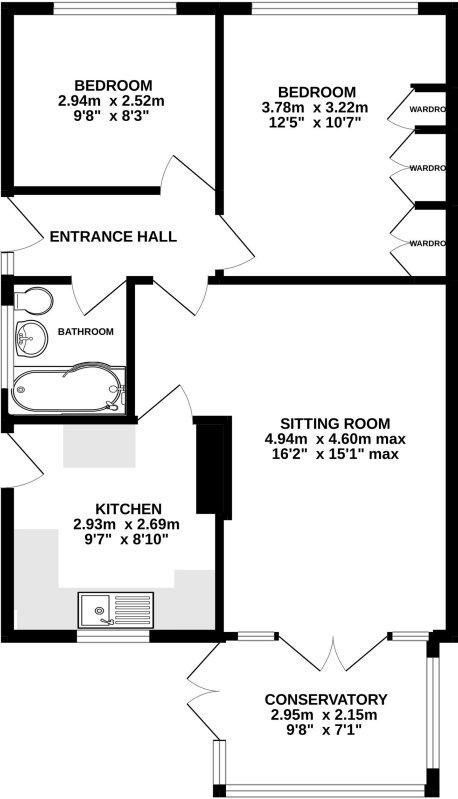 BEDROOM
2.94m x 2.52m
9'8" x 8'3"
BEDROOM
3.78m x 3.22m
12'5" x 10'7"
WARDRO
WARDRO
WARDRO
ENTRANCE HALL
BATHROOM
SITTING ROOM
4.94m x 4.60m max
16'2" x 15'1" max
KITCHEN
2.93m x 2.69m
9'7" x 8'10"
CONSERVATORY
2.95m x 2.15m
9'8" x 7'1"